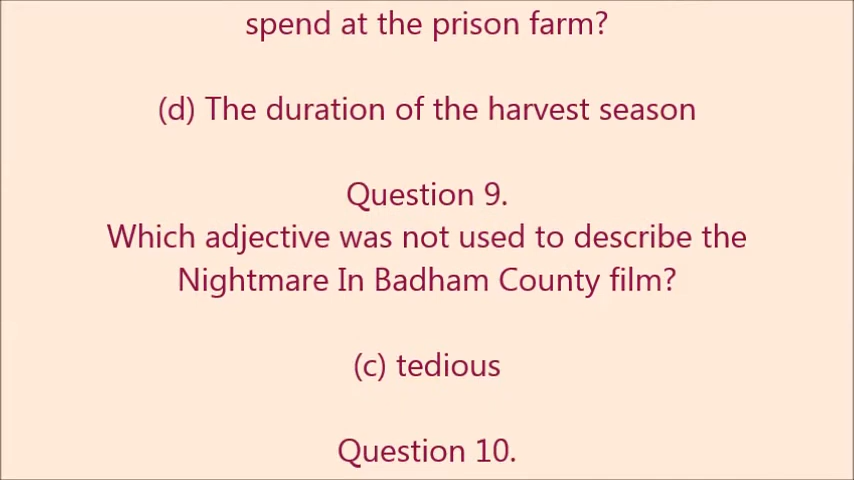 spend at the prison farm?
(d) The duration of the harvest season
Question 9.
Which adjective was not used to describe the
Nightmare In Badham County film?
(c) tedious
Question 10.